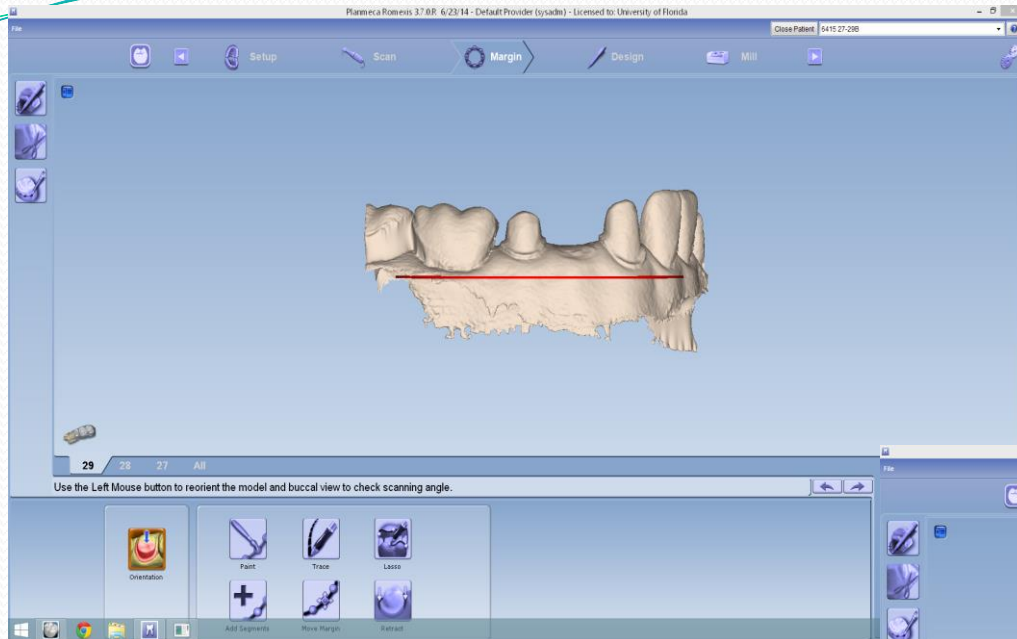 Planmeca Romexis 3.7.0.R 6/23/14 - Default Provider (sysadm) - Licensed to: University of Florida
File
Close Patient 6415 27-29B
Setup Scan Margin Design Mill
29 28 27 All
Use the Left Mouse button to reorient the model and buccal view to check scanning angle.
File
Orientation
Paint Trace Lasso
Add Segments Move Margin Retract